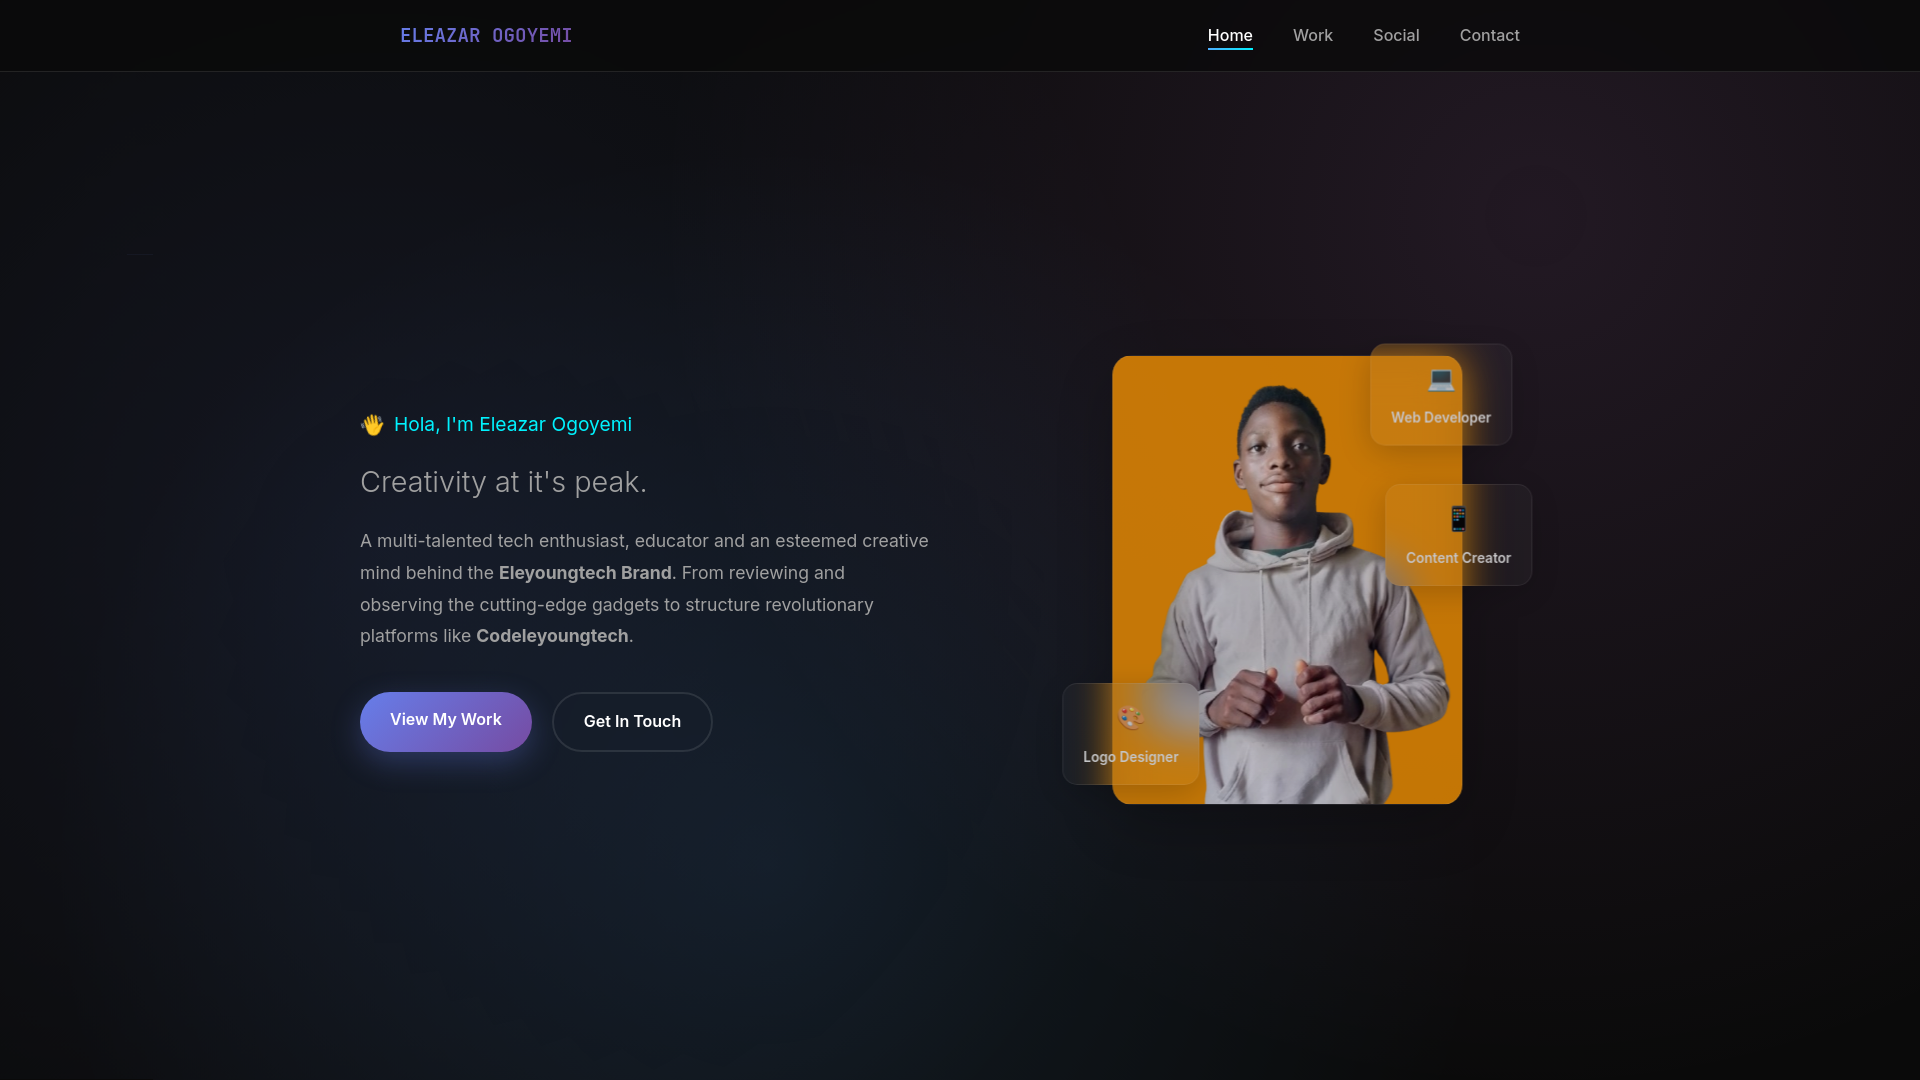 ELEAZAR OGOYEMI
Home
Work
Social
Contact
👋 Hola, I'm Eleazar Ogoyemi
Creativity at it's peak.
A multi-talented tech enthusiast, educator and an esteemed creative
mind behind the Eleyoungtech Brand. From reviewing and
observing the cutting-edge gadgets to structure revolutionary
platforms like Codeleyoungtech.
View My Work
Get In Touch
Web Developer
Content Creator
Logo Designer